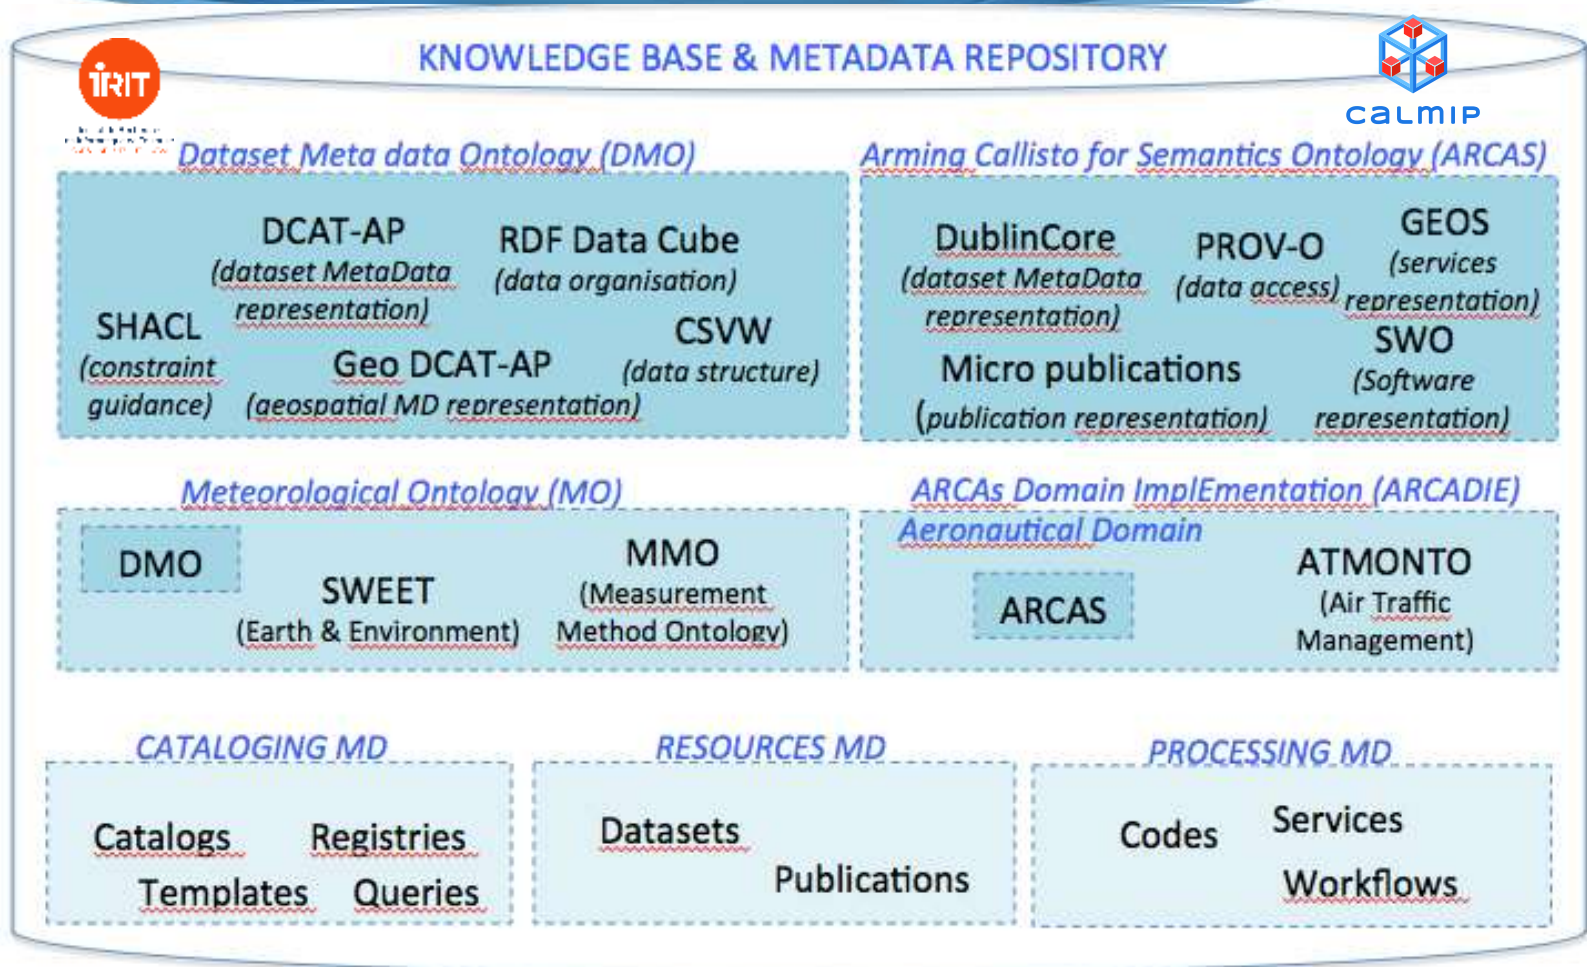 KNOWLEDGE BASE & METADATA REPOSITORY
iRIT
CALMIP
Dataset Meta data Ontology (DMO)
DCAT-AP
(dataset MetaData
representation)
RDF Data Cube
(data organisation)
SHACL
(constraint
guidance)
Geo DCAT-AP
(geospatial MD representation)
CSVW
(data structure)
Arming Callisto for Semantics Ontology (ARCAS)
DublinCore
(dataset MetaData
representation)
PROV-O
(data access)
GEOS
(services
representation)
Micro publications
(publication representation)
SWO
(Software
representation)
Meteorological Ontology (MO)
DMO
SWEET
(Earth & Environment)
MMO
(Measurement
Method Ontology)
ARCAs Domain ImplEmentation (ARCADIE)
Aeronautical Domain
ARCAS
ATMONTO
(Air Traffic
Management)
CATALOGING MD
Catalogs
Registries
Templates
Queries
RESOURCES MD
Datasets
Publications
PROCESSING MD
Codes
Services
Workflows